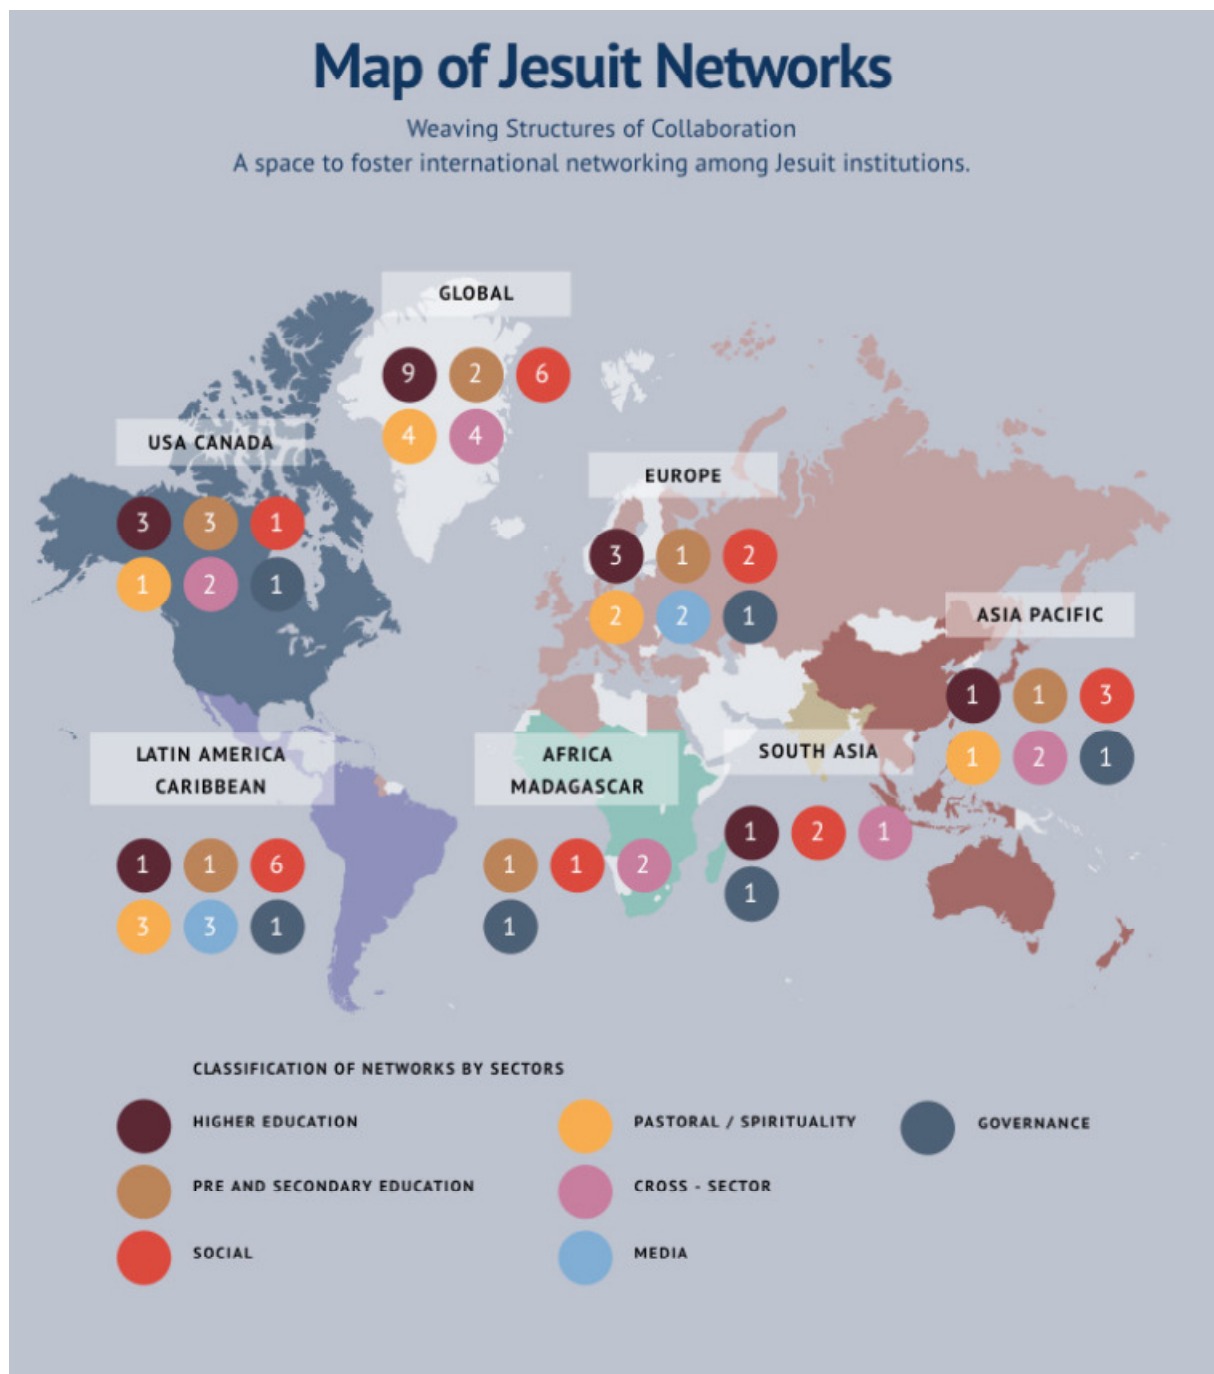 Map of Jesuit Networks
Weaving Structures of Collaboration
A space to foster international networking among Jesuit institutions.
GLOBAL
9 2 6
4 4
USA CANADA
3 3 1
1 2 1
EUROPE
3 1 2
2 2 1
ASIA PACIFIC
1 1 3
1 2 1
LATIN AMERICA
CARIBBEAN
1 1 6
3 3 1
AFRICA
MADAGASCAR
1 1 2
1
SOUTH ASIA
1 2 1
1
CLASSIFICATION OF NETWORKS BY SECTORS
HIGHER EDUCATION
PRE AND SECONDARY EDUCATION
SOCIAL
PASTORAL / SPIRITUALITY
CROSS - SECTOR
MEDIA
GOVERNANCE